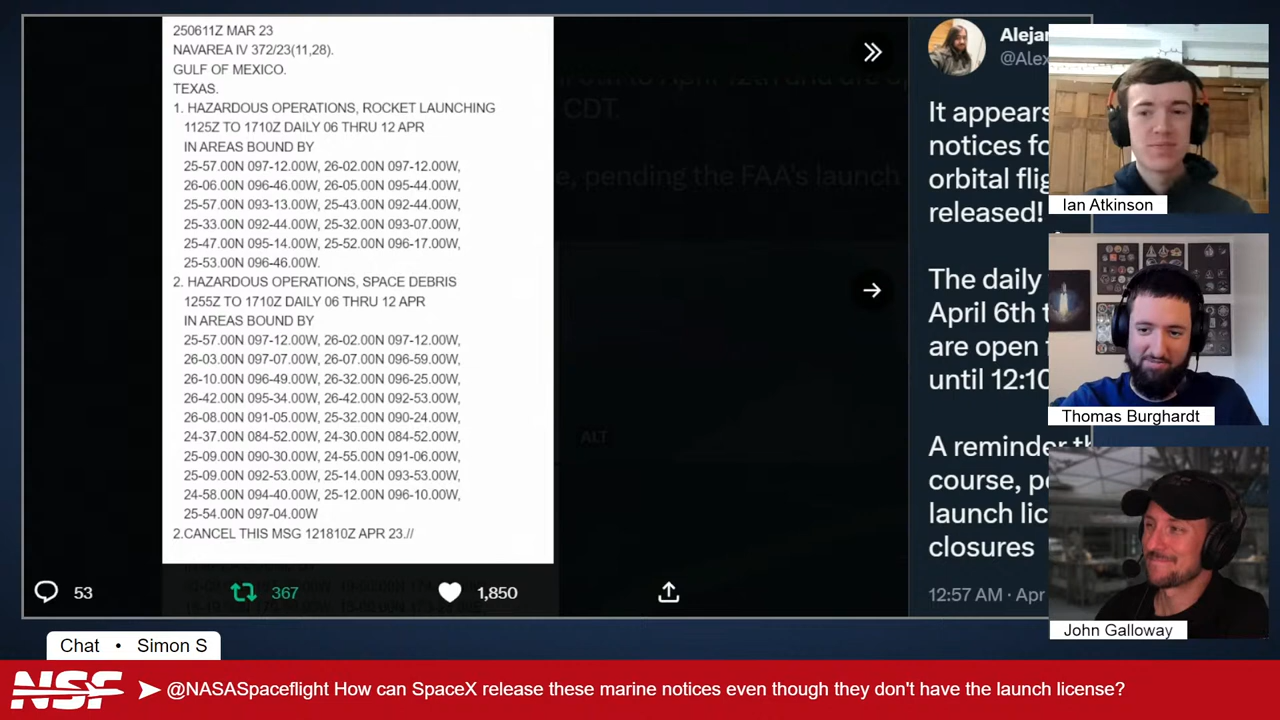 250611Z MAR 23
NAVAREA IV 372/23(11,28).
GULF OF MEXICO.
TEXAS.
1. HAZARDOUS OPERATIONS, ROCKET LAUNCHING
1125Z TO 1710Z DAILY 06 THRU 12 APR
IN AREAS BOUND BY
25-57.00N 097-12.00W, 26-02.00N 097-12.00W,
26-06.00N 096-46.00W, 26-05.00N 095-44.00W,
25-57.00N 093-13.00W, 25-43.00N 092-44.00W,
25-33.00N 092-44.00W, 25-32.00N 093-07.00W,
25-47.00N 095-14.00W, 25-52.00N 096-17.00W,
25-53.00N 096-46.00W.
2. HAZARDOUS OPERATIONS, SPACE DEBRIS
1255Z TO 1710Z DAILY 06 THRU 12 APR
IN AREAS BOUND BY
25-57.00N 097-12.00W, 26-02.00N 097-12.00W,
26-03.00N 097-07.00W, 26-07.00N 096-59.00W,
26-10.00N 096-49.00W, 26-32.00N 096-25.00W,
26-42.00N 095-34.00W, 26-42.00N 092-53.00W,
26-08.00N 091-05.00W, 25-32.00N 090-24.00W,
24-37.00N 084-52.00W, 24-30.00N 084-52.00W,
25-09.00N 090-30.00W, 24-55.00N 091-06.00W,
25-09.00N 092-53.00W, 25-14.00N 093-53.00W,
24-58.00N 094-40.00W, 25-12.00N 096-10.00W,
25-54.00N 097-04.00W
2.CANCEL THIS MSG 121810Z APR 23.//
CDT.
e, pending the FAA's launch
ALT
53
367
1,850
Alejan
@Alex
It appears
notices fo
orbital flig
released!
The daily
April 6th t
are open f
until 12:10
A reminder th
course, pe
launch lic
closures
12:57 AM · Apr
Ian Atkinson
Thomas Burghardt
John Galloway
Chat • Simon S
NSF
@NASASpaceflight How can SpaceX release these marine notices even though they don't have the launch license?